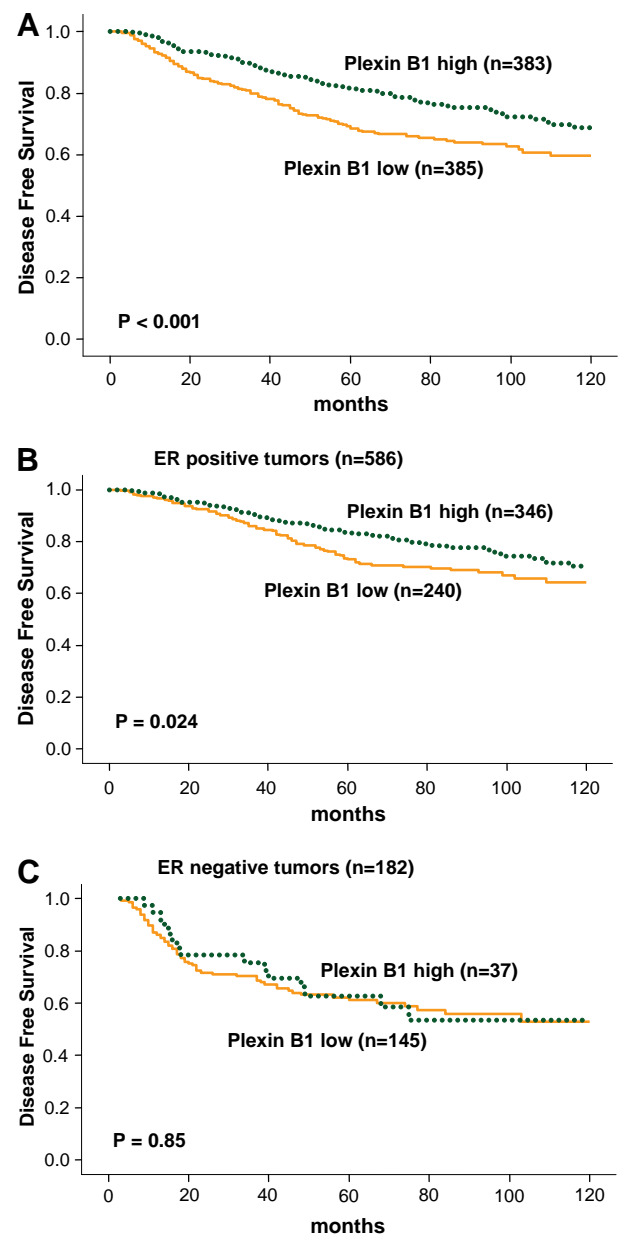 A
Plexin B1 high (n=383)
Plexin B1 low (n=385)
Disease Free Survival
1.0
0.8
0.6
0.4
0.2
0.0
P < 0.001
0 20 40 60 80 100 120
months
B
ER positive tumors (n=586)
Plexin B1 high (n=346)
Plexin B1 low (n=240)
Disease Free Survival
1.0
0.8
0.6
0.4
0.2
0.0
P = 0.024
0 20 40 60 80 100 120
months
C
ER negative tumors (n=182)
Plexin B1 high (n=37)
Plexin B1 low (n=145)
Disease Free Survival
1.0
0.8
0.6
0.4
0.2
0.0
P = 0.85
0 20 40 60 80 100 120
months